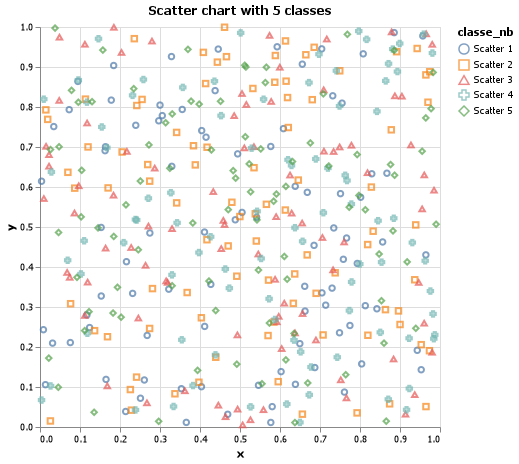 Scatter chart with 5 classes
classe_nb
Scatter 1
Scatter 2
Scatter 3
Scatter 4
Scatter 5
1.0
0.9
0.8
0.7
0.6
0.5
0.4
0.3
0.2
0.1
0.0
y
0.0 0.1 0.2 0.3 0.4 0.5 0.6 0.7 0.8 0.9 1.0
x